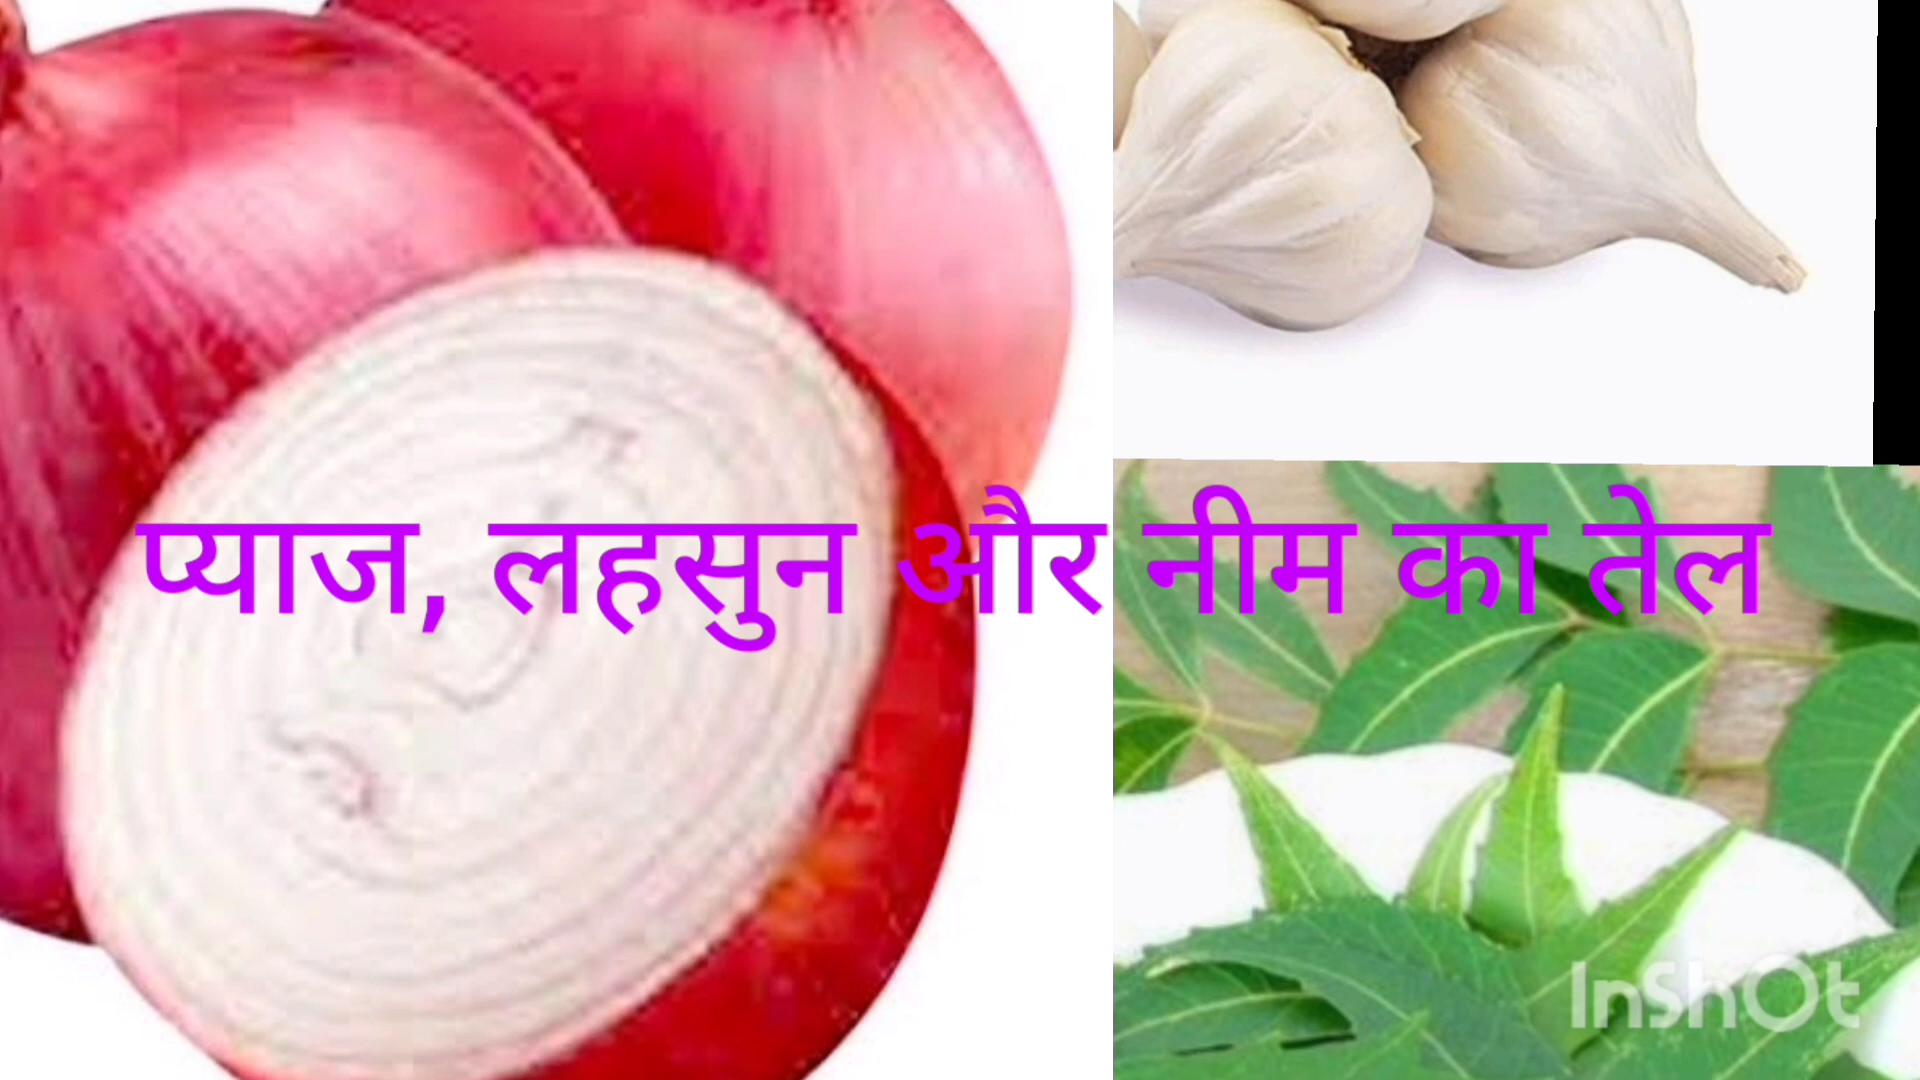 प्याज, लहसुन और नीम का तेल
InShOt